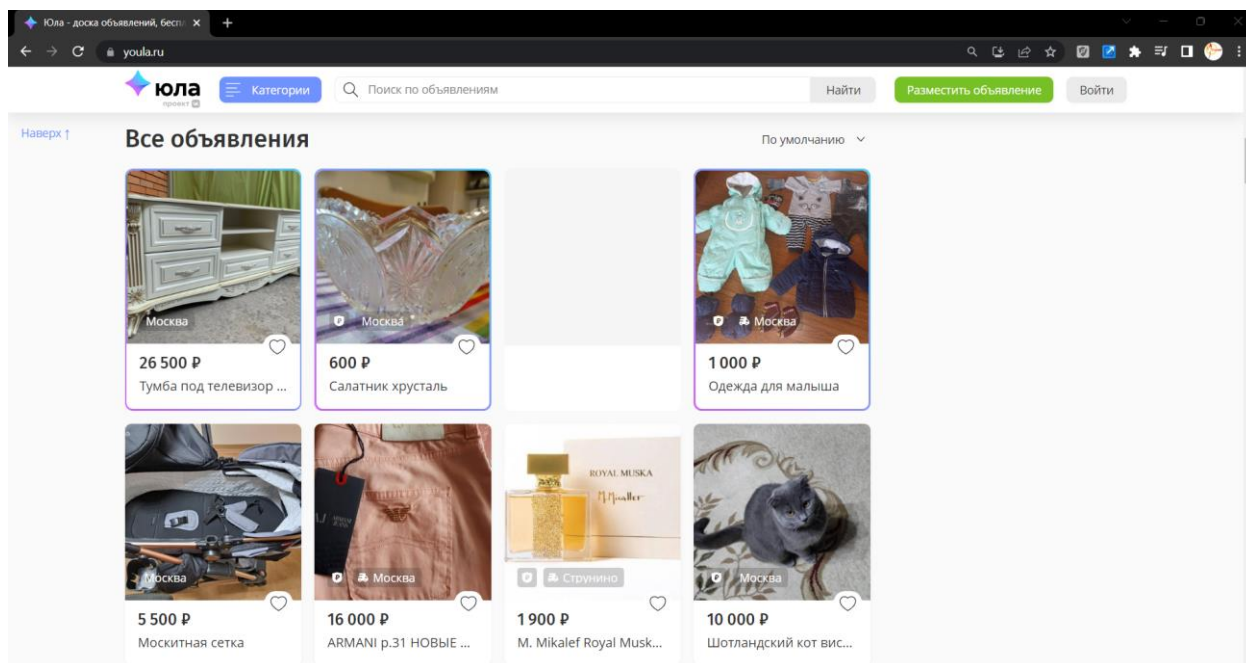 Юла - доска объявлений, беспл
youla.ru
юла
проект
Категории
Поиск по объявлениям
Найти
Разместить объявление
Войти
Наверх ↑
Все объявления
По умолчанию
Москва
Москва
Москва
26 500 ₽
600 ₽
1 000 ₽
Тумба под телевизор ...
Салатник хрусталь
Одежда для малыша
ROYAL MUSKA
Москва
Москва
Струнино
Москва
5 500 ₽
16 000 ₽
1 900 ₽
10 000 ₽
Москитная сетка
ARMANI р.31 НОВЫЕ ...
M. Mikalef Royal Musk...
Шотландский кот вис...